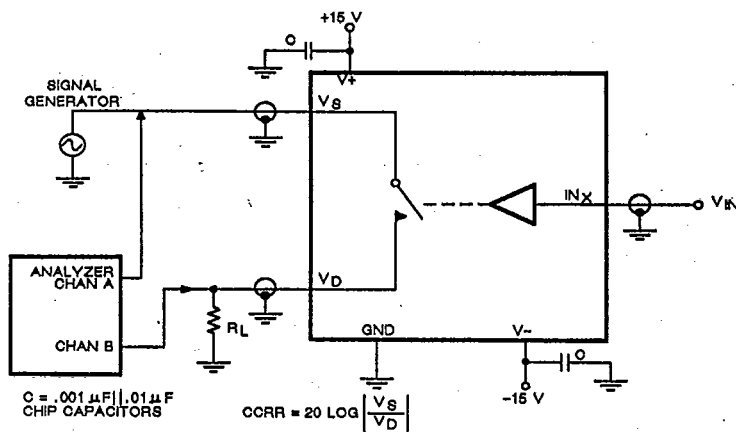 +15 V
C
V+
SIGNAL
GENERATOR
VS
INX
VIN
ANALYZER
CHAN A
VD
CHAN B
RL
GND
V-
C
-15 V
C = .001 µF||.01 µF
CHIP CAPACITORS
CCRR = 20 LOG |VS/VD|